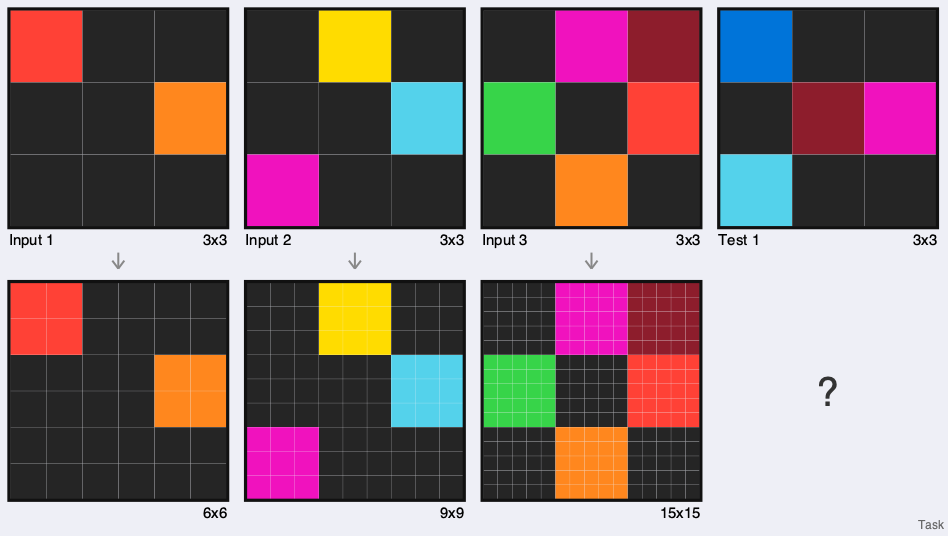 Input 1 3x3
Input 2 3x3
Input 3 3x3
Test 1 3x3
6x6
9x9
15x15
?
Task